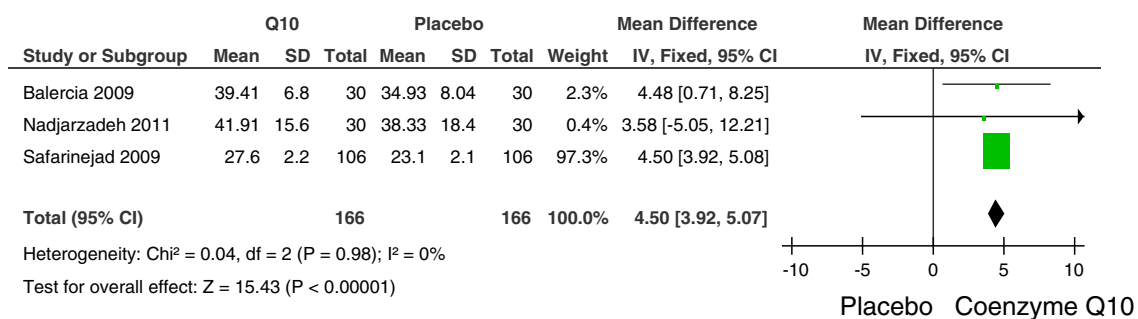 Q10 Placebo Mean Difference Mean Difference
Study or Subgroup Mean SD Total Mean SD Total Weight IV, Fixed, 95% CI IV, Fixed, 95% CI
Balercia 2009 39.41 6.8 30 34.93 8.04 30 2.3% 4.48 [0.71, 8.25]
Nadjarzadeh 2011 41.91 15.6 30 38.33 18.4 30 0.4% 3.58 [-5.05, 12.21]
Safarinejad 2009 27.6 2.2 106 23.1 2.1 106 97.3% 4.50 [3.92, 5.08]
Total (95% CI) 166 166 100.0% 4.50 [3.92, 5.07]
Heterogeneity: Chi² = 0.04, df = 2 (P = 0.98); I² = 0%
Test for overall effect: Z = 15.43 (P < 0.00001)
-10 -5 0 5 10
Placebo Coenzyme Q10